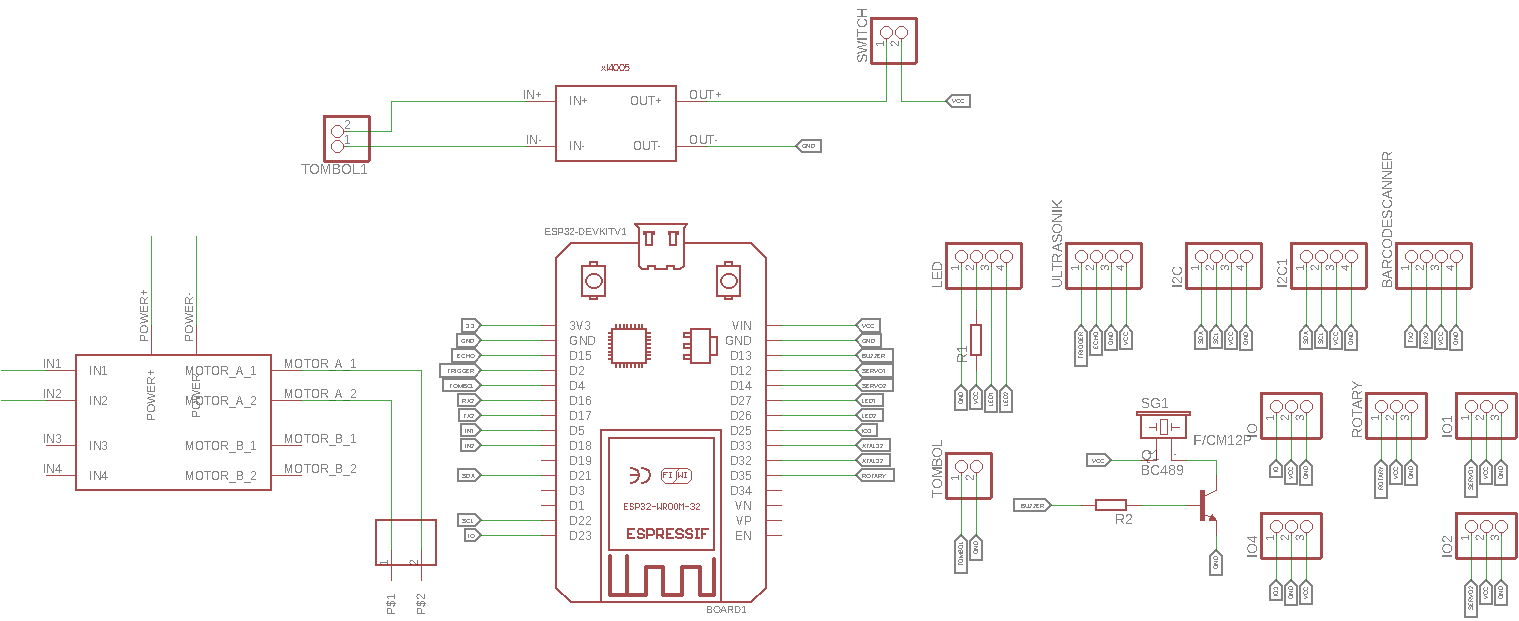 SWITCH
1
2
xl4005
IN+
IN+
OUT+
OUT+
VCC
2
1
IN-
IN-
OUT-
OUT-
GND
TOMBOL1
POWER+
POWER-
IN1
IN1
MOTOR_A_1
MOTOR_A_1
IN2
IN2
MOTOR_A_2
MOTOR_A_2
POWER+
POWER-
IN3
IN3
MOTOR_B_1
MOTOR_B_1
IN4
IN4
MOTOR_B_2
MOTOR_B_2
1
2
P$1
P$2
ESP32-DEVKITV1
3V3
VIN
VCC
GND
GND
GND
GND
ECHO
D15
D13
BUZZER
TRIGGER
D2
D12
SERVO1
TOMBOL
D4
D14
SERVO2
RX2
D16
D27
LED1
TX2
D17
D26
LED2
IN1
D5
D25
IO3
IN2
D18
D33
XTAL32
D19
D32
XTAL32
SDA
D21
D35
ROTARY
D3
D34
D1
VN
SCL
D22
VP
IO
D23
EN
FI
WI
ESP32-WROOM-32
ESPRESSIF
BOARD1
LED
1
2
3
4
R1
GND
VCC
LED1
LED2
ULTRASONIK
1
2
3
4
TRIGGER
ECHO
GND
VCC
I2C
1
2
3
4
SDA
SCL
VCC
GND
I2C1
1
2
3
4
SDA
SCL
VCC
GND
BARCODESCANNER
1
2
3
4
TX2
RX2
VCC
GND
TOMBOL
1
2
TOMBOL
GND
SG1
F/CM12P
VCC
BC489
BUZZER
R2
GND
IO
1
2
3
IO
VCC
GND
ROTARY
1
2
3
ROTARY
VCC
GND
IO1
1
2
3
SERVO1
VCC
GND
IO4
1
2
3
IO3
GND
VCC
IO2
1
2
3
SERVO2
VCC
GND